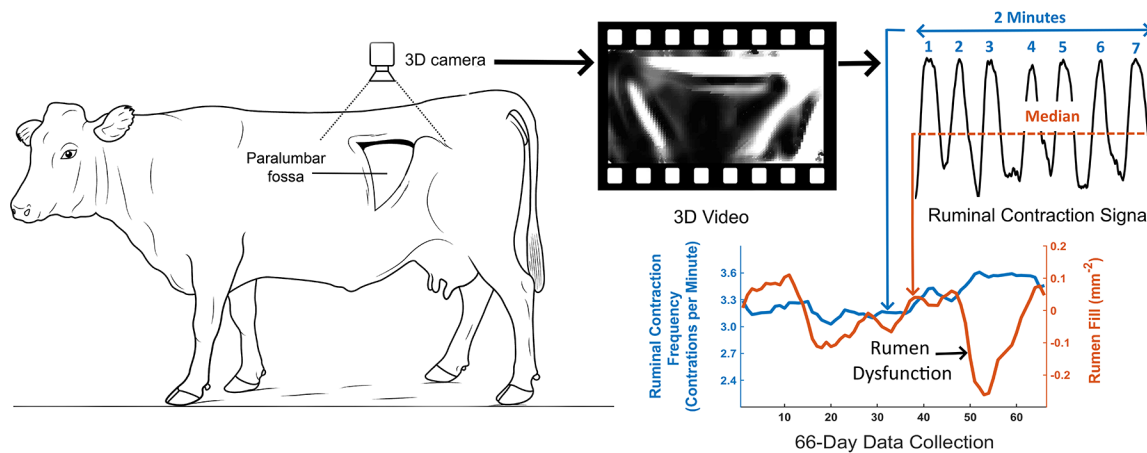 3D camera
Paralumbar
fossa
3D Video
2 Minutes
1 2 3 4 5 6 7
Median
Ruminal Contraction Signa
Ruminal Contraction
Frequency
(Contrations per Minute)
3.6
3.3
3.0
2.7
2.4
Rumen
Dysfunction
0.2
0.1
0
-0.1
-0.2
Rumen Fill (mm⁻²)
10 20 30 40 50 60
66-Day Data Collection